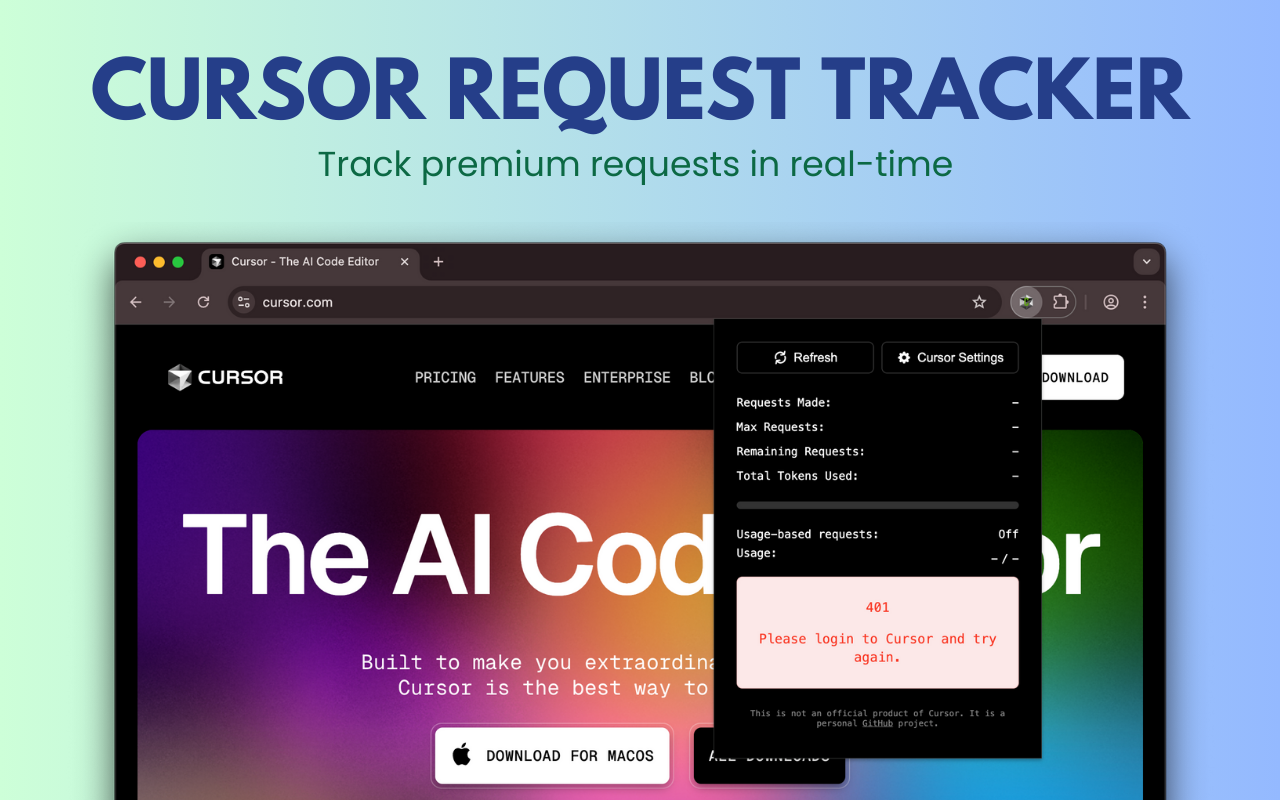 CURSOR REQUEST TRACKER
Track premium requests in real-time
Cursor - The AI Code Editor
cursor.com
CURSOR
PRICING FEATURES ENTERPRISE BLO
DOWNLOAD
Refresh
Cursor Settings
Requests Made: –
Max Requests: –
Remaining Requests: –
Total Tokens Used: –
Usage-based requests: Off
Usage: – / –
401
Please login to Cursor and try
again.
This is not an official product of Cursor. It is a
personal GitHub project.
The AI Cod or
Built to make you extraordina
Cursor is the best way to
DOWNLOAD FOR MACOS
ALL DOWNLOADS